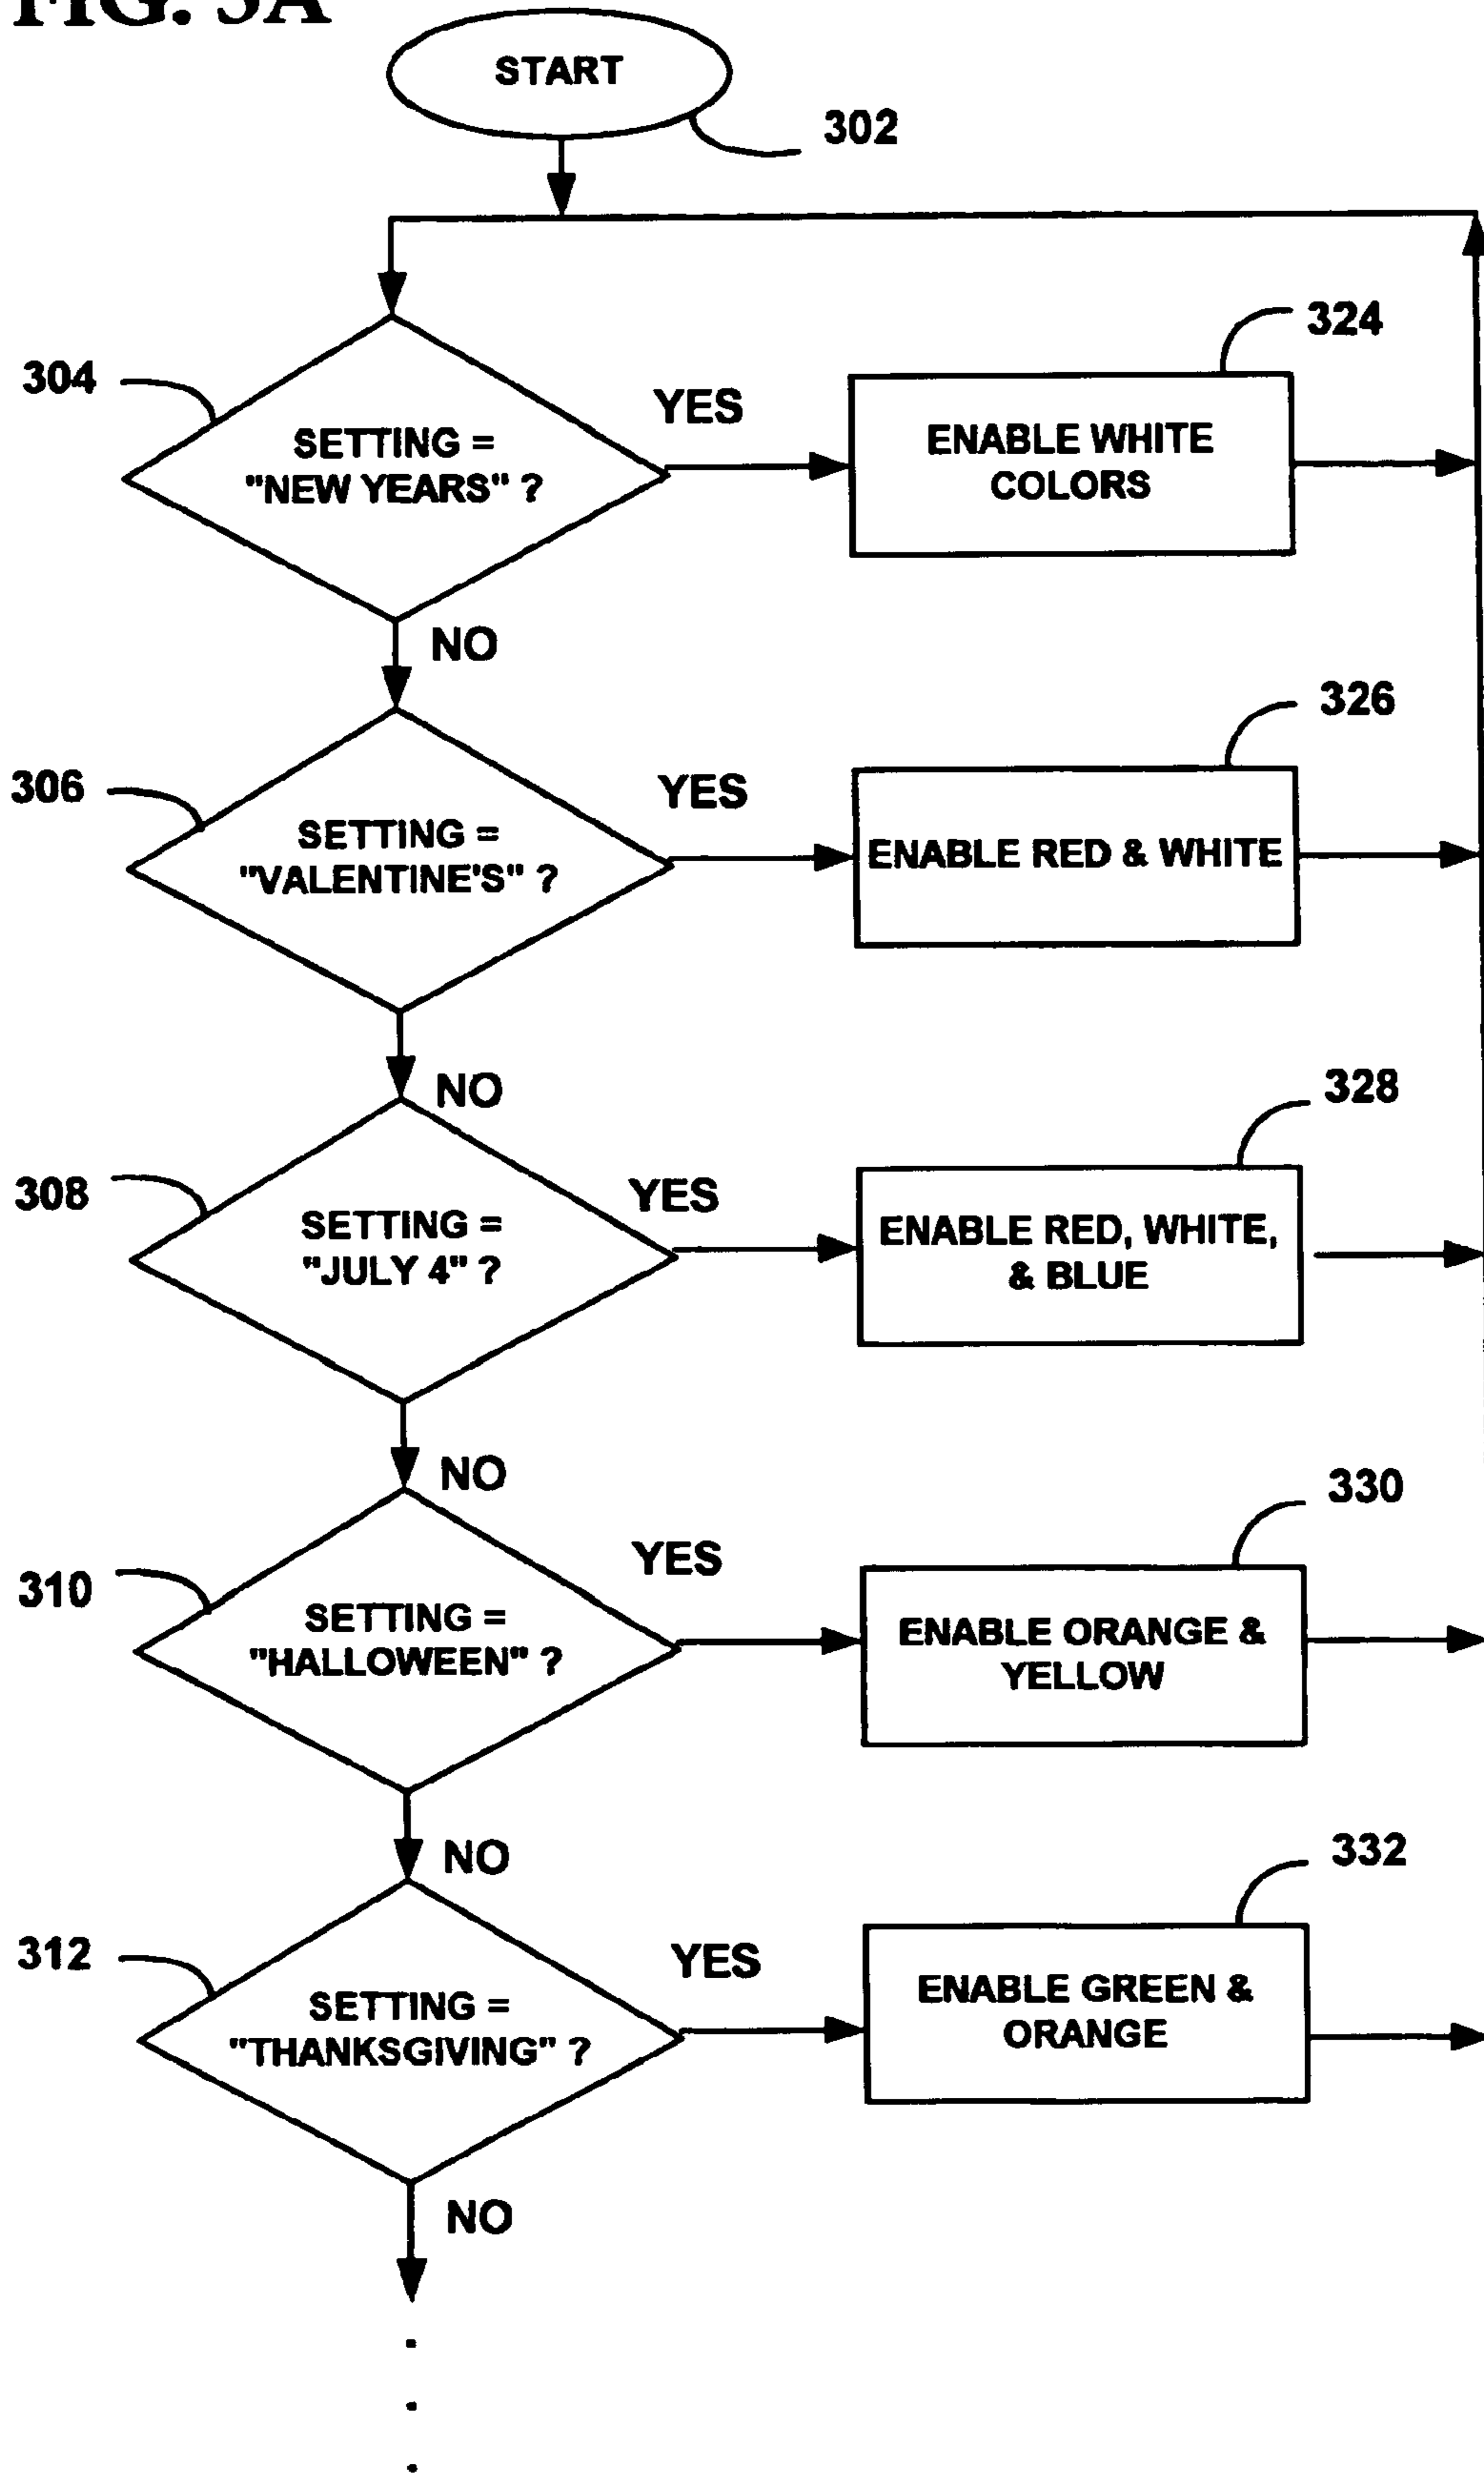 FIG. 3A
START
302
304
SETTING =
"NEW YEARS" ?
YES
324
ENABLE WHITE
COLORS
NO
306
SETTING =
"VALENTINE'S" ?
YES
326
ENABLE RED & WHITE
NO
308
SETTING =
"JULY 4" ?
YES
328
ENABLE RED, WHITE,
& BLUE
NO
310
SETTING =
"HALLOWEEN" ?
YES
330
ENABLE ORANGE &
YELLOW
NO
312
SETTING =
"THANKSGIVING" ?
YES
332
ENABLE GREEN &
ORANGE
NO